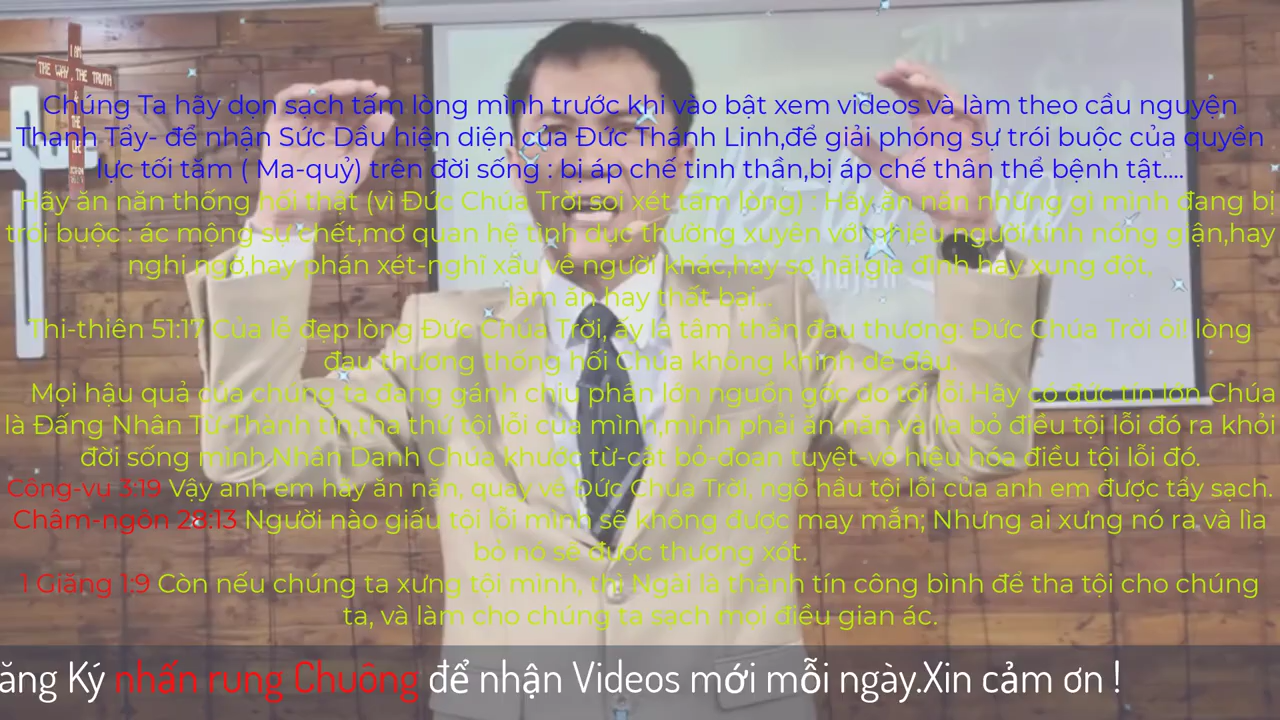 I AM
THE WAY, THE TRUTH
&
THE
LIFE
Chúng Ta hãy dọn sạch tấm lòng mình trước khi vào bật xem videos và làm theo cầu nguyện
Thanh Tẩy- để nhận Sức Dầu hiện diện của Đức Thánh Linh,để giải phóng sự trói buộc của quyền
lực tối tăm ( Ma-quỷ) trên đời sống : bị áp chế tinh thần,bị áp chế thân thể bệnh tật....
Hãy ăn năn thống hối thật (vì Đức Chúa Trời soi xét tấm lòng) : Hãy ăn năn những gì mình đang bị
trói buộc : ác mộng sự chết,mơ quan hệ tình dục thường xuyên với nhiều người,tính nóng giận,hay
nghi ngờ,hay phán xét-nghĩ xấu về người khác,hay sợ hãi,gia đình hay xung đột,
làm ăn hay thất bại...
Thi-thiên 51:17 Của lễ đẹp lòng Đức Chúa Trời, ấy là tâm thần đau thương: Đức Chúa Trời ôi! lòng
đau thương thống hối Chúa không khinh dể đâu.
Mọi hậu quả của chúng ta đang gánh chịu phần lớn nguồn gốc do tội lỗi.Hãy có đức tin lớn Chúa
là Đấng Nhân Từ-Thành tín,tha thứ tội lỗi của mình,mình phải ăn năn và lìa bỏ điều tội lỗi đó ra khỏi
đời sống mình.Nhân Danh Chúa khước từ-cắt bỏ-đoạn tuyệt-vô hiệu hóa điều tội lỗi đó.
Công-vụ 3:19 Vậy anh em hãy ăn năn, quay về Đức Chúa Trời, ngõ hầu tội lỗi của anh em được tẩy sạch.
Châm-ngôn 28:13 Người nào giấu tội lỗi mình sẽ không được may mắn; Nhưng ai xưng nó ra và lìa
bỏ nó sẽ được thương xót.
1 Giăng 1:9 Còn nếu chúng ta xưng tội mình, thì Ngài là thành tín công bình để tha tội cho chúng
ta, và làm cho chúng ta sạch mọi điều gian ác.
ăng Ký nhấn rung Chuông để nhận Videos mới mỗi ngày.Xin cảm ơn !